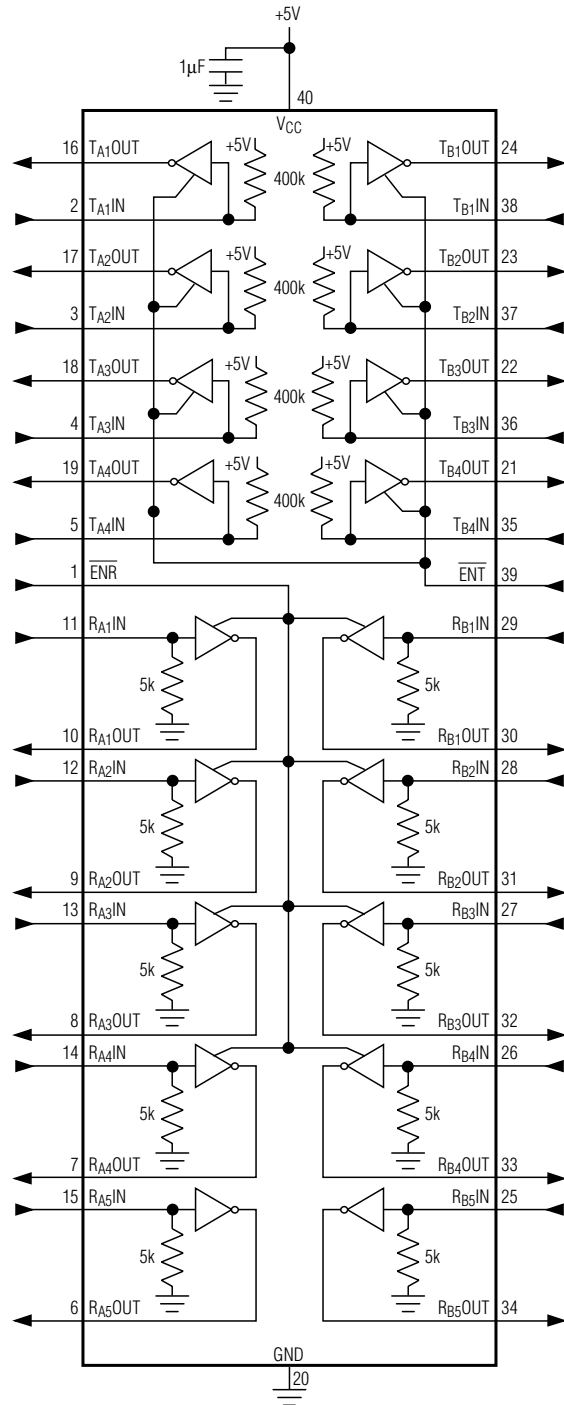 +5V
1µF
40
VCC
16 TA1OUT +5V +5V TB1OUT 24
400k
2 TA1IN TB1IN 38
17 TA2OUT +5V +5V TB2OUT 23
400k
3 TA2IN TB2IN 37
18 TA3OUT +5V +5V TB3OUT 22
400k
4 TA3IN TB3IN 36
19 TA4OUT +5V +5V TB4OUT 21
400k
5 TA4IN TB4IN 35
1 ENR ENT 39
11 RA1IN RB1IN 29
5k 5k
10 RA1OUT RB1OUT 30
12 RA2IN RB2IN 28
5k 5k
9 RA2OUT RB2OUT 31
13 RA3IN RB3IN 27
5k 5k
8 RA3OUT RB3OUT 32
14 RA4IN RB4IN 26
5k 5k
7 RA4OUT RB4OUT 33
15 RA5IN RB5IN 25
5k 5k
6 RA5OUT RB5OUT 34
GND
20